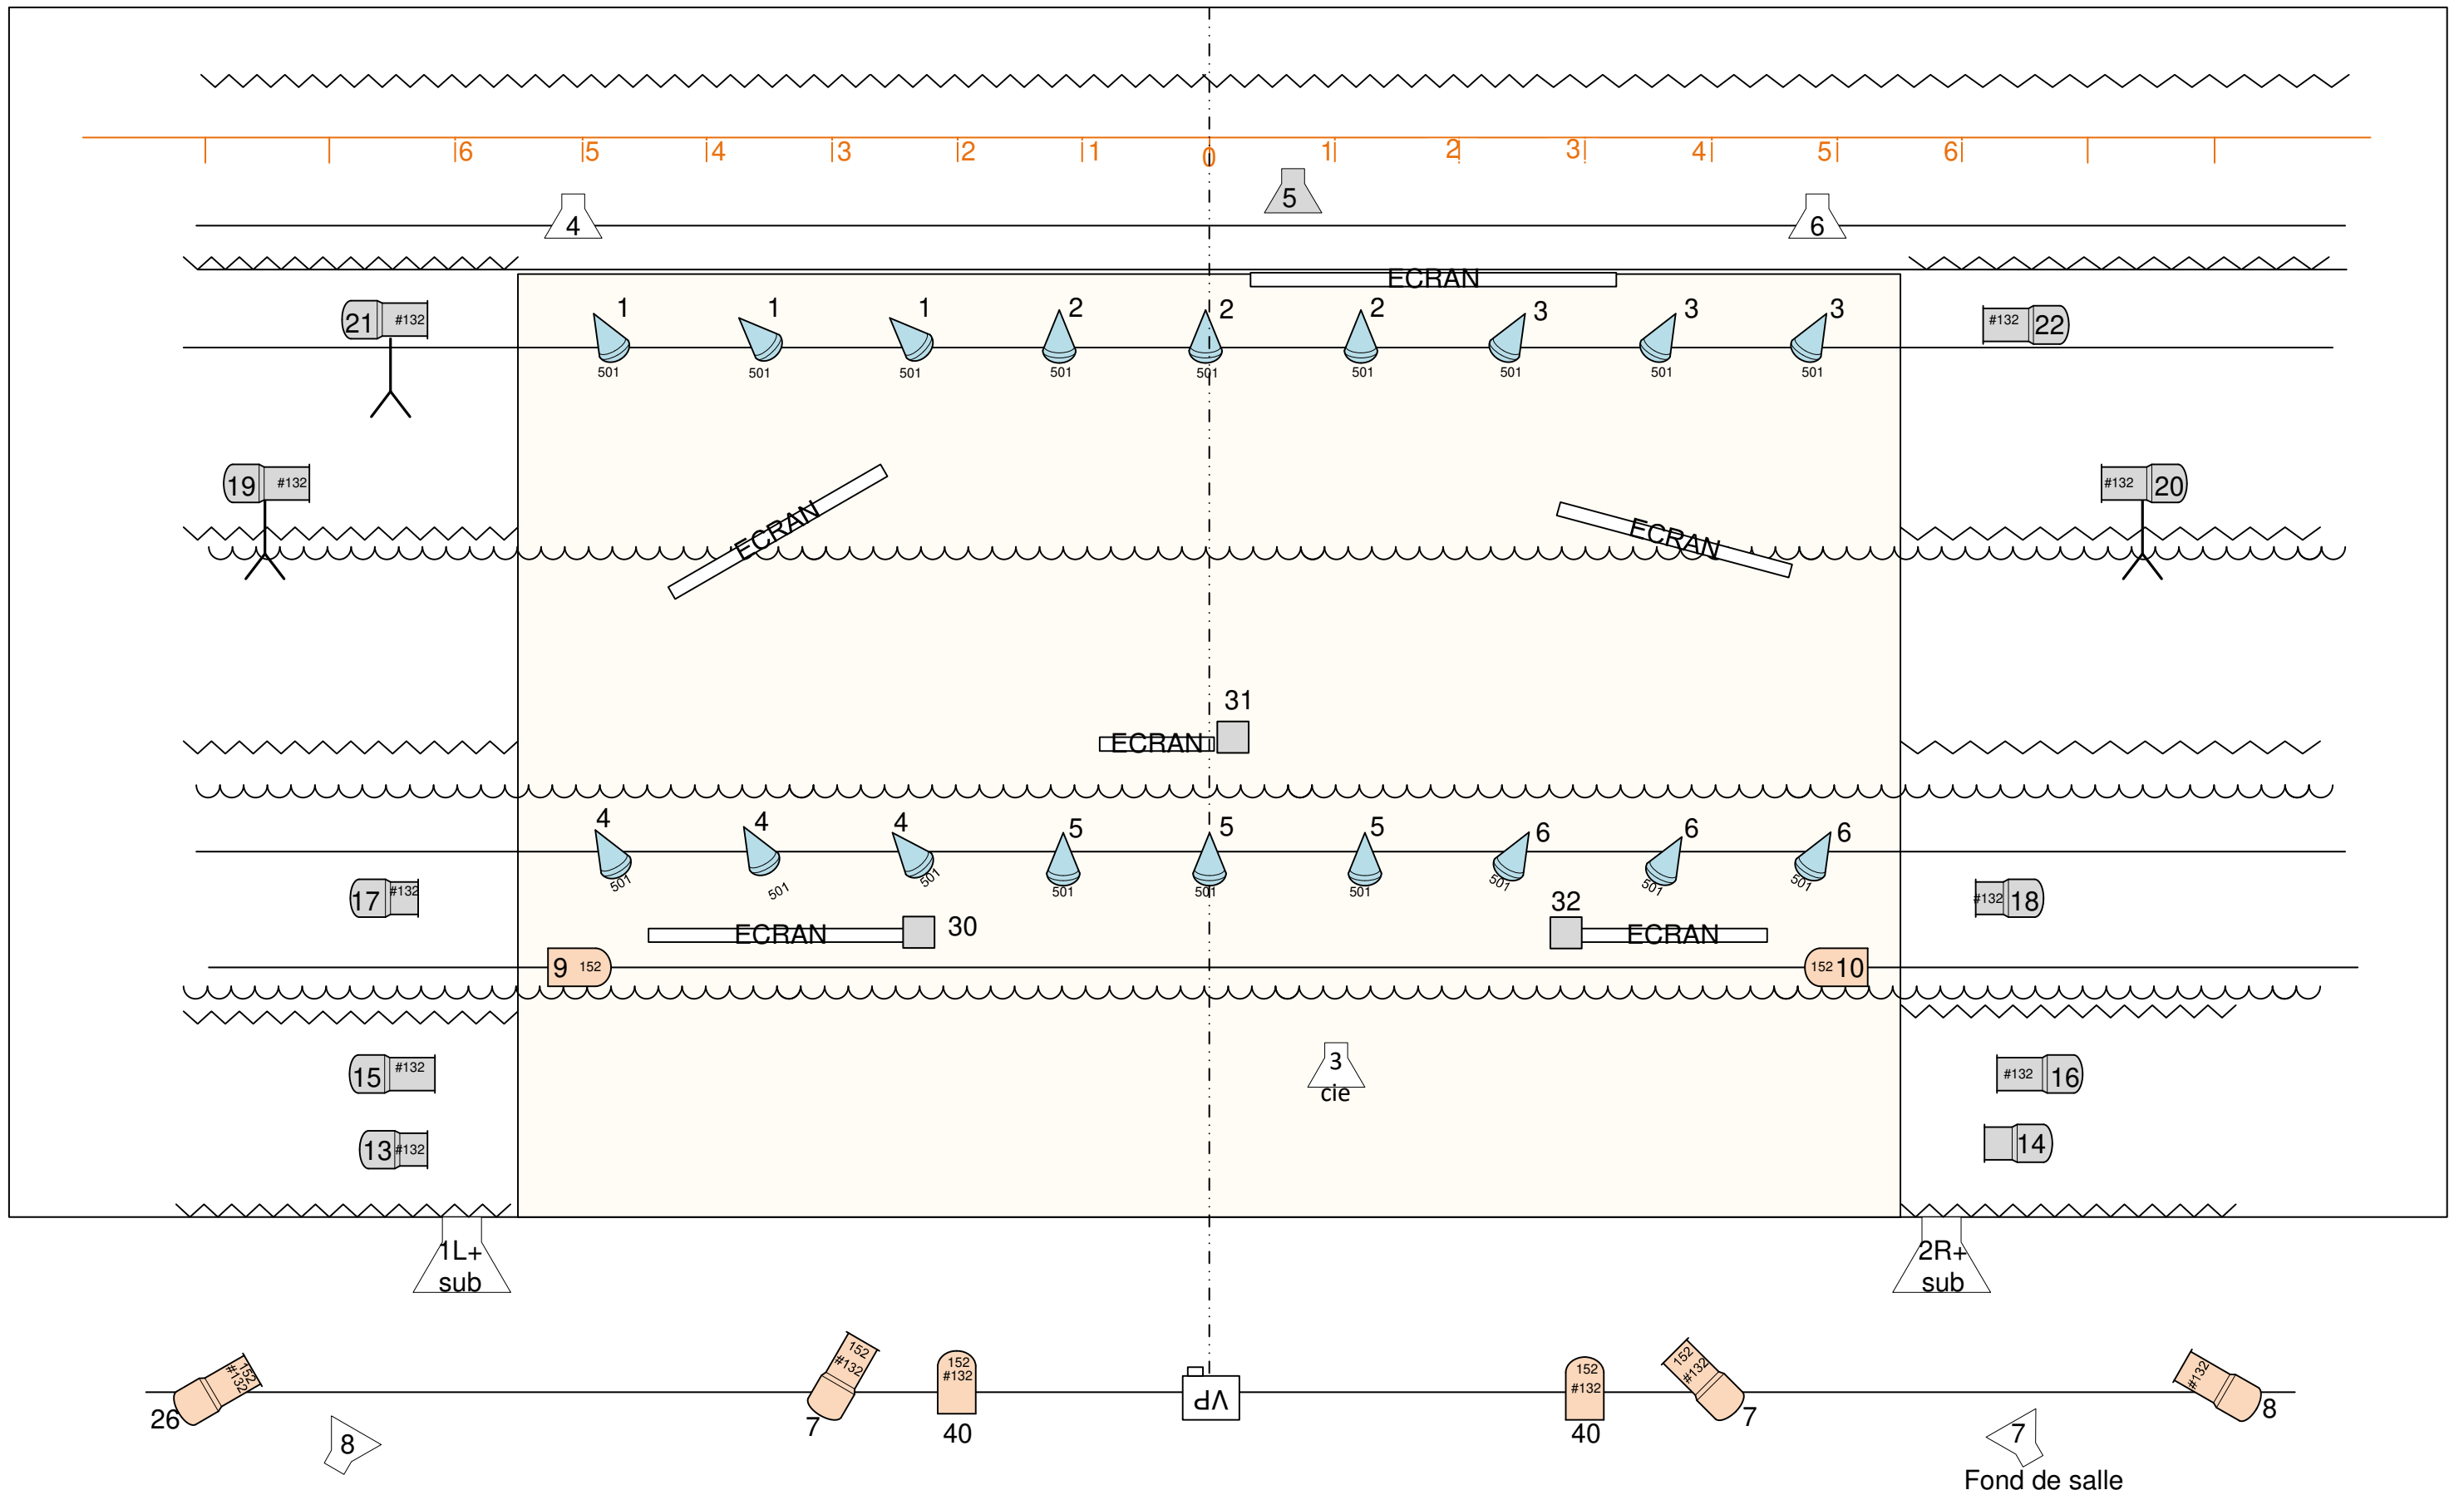 6 5 4 3 2 1 0 1 2 3 4 5 6
5
4 6
ECRAN
1 1 1 2 2 2 3 3 3
21 #132
#132 22
501 501 501 501 501 501 501 501 501
19 #132
#132 20
ECRAN
ECRAN
31
ECRAN
4 4 4 5 5 5 6 6 6
501 501 501 501 501 501 501 501 501
17 #132
#132 18
ECRAN 30
32 ECRAN
9 152
152 10
3
cie
15 #132
#132 16
13 #132
14
1L+
sub
2R+
sub
152
#132
26
152
#132
7
152
#132
40
VP
152
#132
40
152
#132
7
#132
8
8
7
Fond de salle